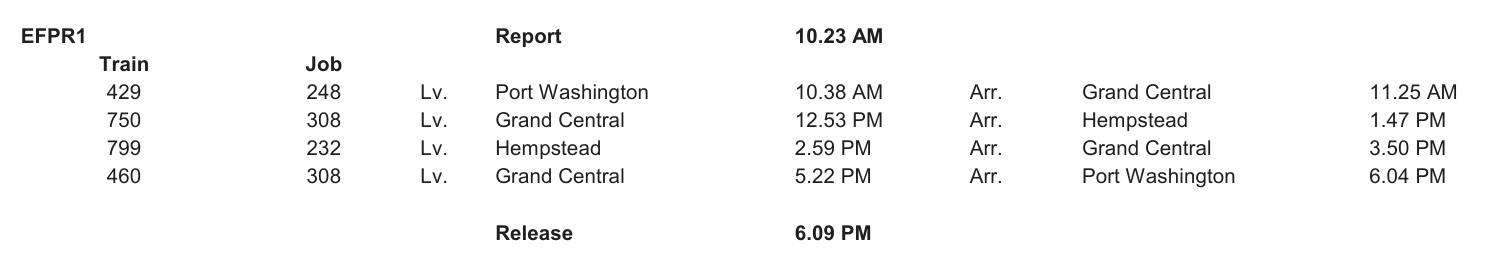 EFPR1 Report 10.23 AM
Train Job
429 248 Lv. Port Washington 10.38 AM Arr. Grand Central 11.25 AM
750 308 Lv. Grand Central 12.53 PM Arr. Hempstead 1.47 PM
799 232 Lv. Hempstead 2.59 PM Arr. Grand Central 3.50 PM
460 308 Lv. Grand Central 5.22 PM Arr. Port Washington 6.04 PM
Release 6.09 PM